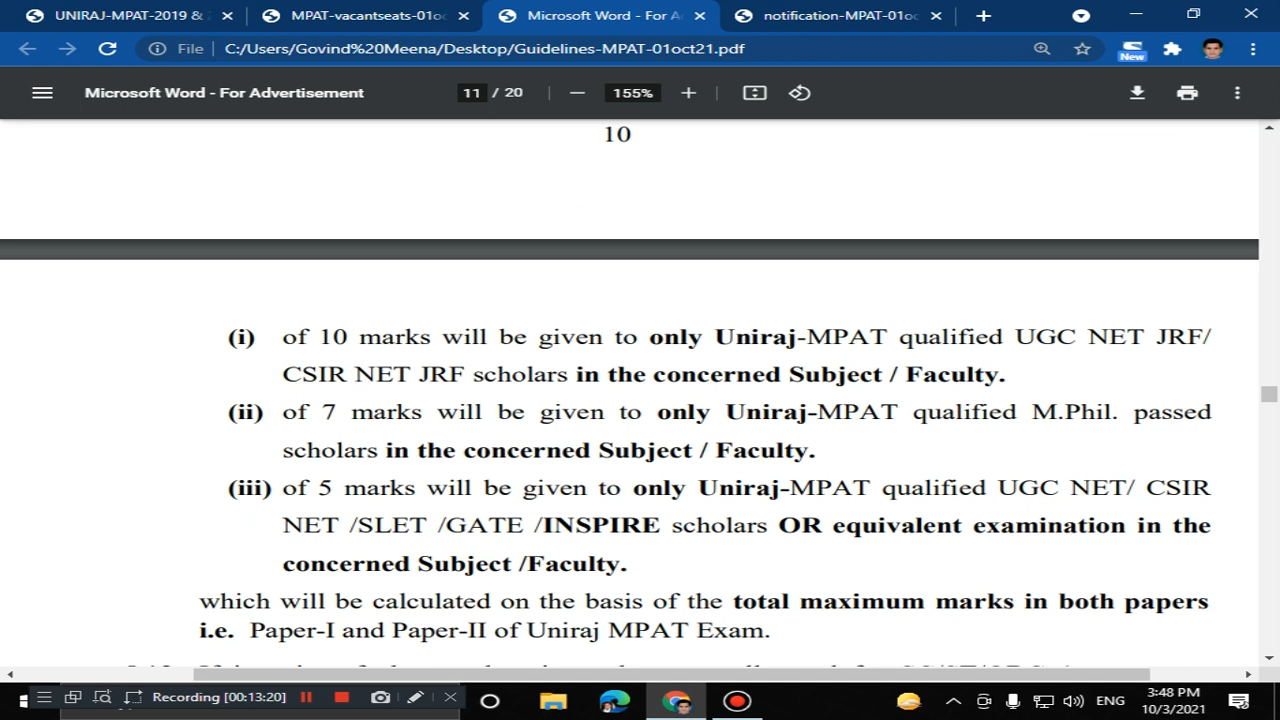 UNIRAJ-MPAT-2019 &
MPAT-vacantseats-01o
Microsoft Word - For A
notification-MPAT-01o
File
C:/Users/Govind%20Meena/Desktop/Guidelines-MPAT-01oct21.pdf
New
Microsoft Word - For Advertisement
11 / 20
155%
10
(i) of 10 marks will be given to only Uniraj-MPAT qualified UGC NET JRF/
CSIR NET JRF scholars in the concerned Subject / Faculty.
(ii) of 7 marks will be given to only Uniraj-MPAT qualified M.Phil. passed
scholars in the concerned Subject / Faculty.
(iii) of 5 marks will be given to only Uniraj-MPAT qualified UGC NET/ CSIR
NET /SLET /GATE /INSPIRE scholars OR equivalent examination in the
concerned Subject /Faculty.
which will be calculated on the basis of the total maximum marks in both papers
i.e. Paper-I and Paper-II of Uniraj MPAT Exam.
Recording [00:13:20]
ENG
3:48 PM
10/3/2021